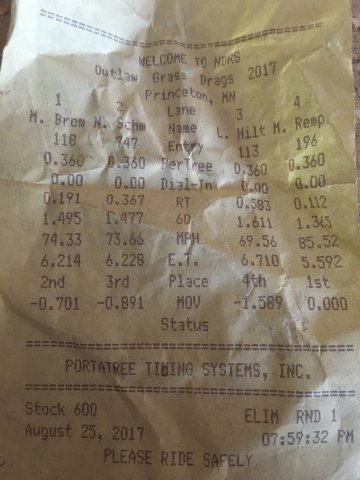 ==============================
WELCOME TO NDRS
Outlaw Grass Drags 2017
Princeton, MN
1 2 Lane 3 4
M. Brom N. Schm Name L. Hilt M. Remp
118 747 Entry 113 196
0.360 0.360 PerTree 0.360 0.360
0.00 0.00 Dial-In 0.00 0.00
0.191 0.367 RT 0.583 0.112
1.495 1.477 60 1.611 1.365
74.33 73.66 MPH 69.56 85.52
6.214 6.228 E.T. 6.710 5.592
2nd 3rd Place 4th 1st
-0.701 -0.891 MOV -1.589 0.000
Status
==============================
PORTATREE TIMING SYSTEMS, INC.
==============================
Stock 600 ELIM RND 1
August 25, 2017 07:59:32 PM
PLEASE RIDE SAFELY